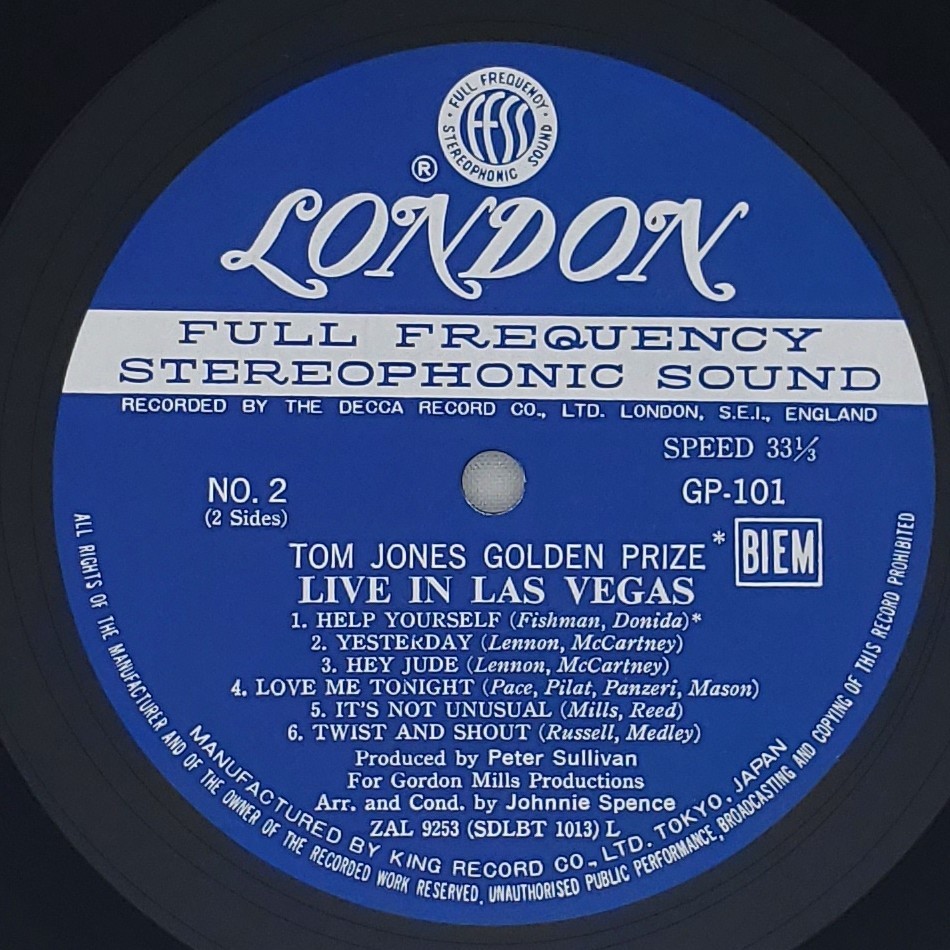 FULL FREQUENCY
FFSS
STEREOPHONIC SOUND
®
LONDON
FULL FREQUENCY
STEREOPHONIC SOUND
RECORDED BY THE DECCA RECORD CO., LTD. LONDON, S.E.I., ENGLAND
SPEED 33⅓
NO. 2
(2 Sides)
GP-101
BIEM
TOM JONES GOLDEN PRIZE*
LIVE IN LAS VEGAS
1. HELP YOURSELF (Fishman, Donida)*
2. YESTERDAY (Lennon, McCartney)
3. HEY JUDE (Lennon, McCartney)
4. LOVE ME TONIGHT (Pace, Pilat, Panzeri, Mason)
5. IT'S NOT UNUSUAL (Mills, Reed)
6. TWIST AND SHOUT (Russell, Medley)
Produced by Peter Sullivan
For Gordon Mills Productions
Arr. and Cond. by Johnnie Spence
ZAL 9253 (SDLBT 1013) L
MANUFACTURED BY KING RECORD CO., LTD. TOKYO, JAPAN
ALL RIGHTS OF THE MANUFACTURER AND OF THE OWNER OF THE RECORDED WORK RESERVED. UNAUTHORISED PUBLIC PERFORMANCE, BROADCASTING AND COPYING OF THIS RECORD PROHIBITED